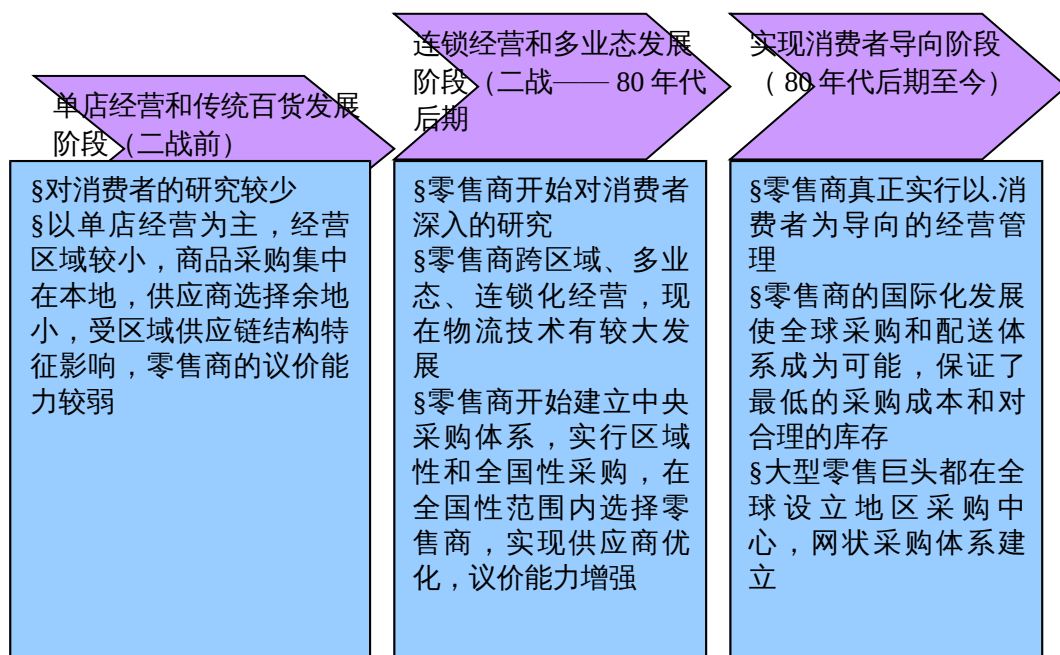 单店经营和传统百货发展
阶段（二战前）
§对消费者的研究较少
§以单店经营为主，经营
区域较小，商品采购集中
在本地，供应商选择余地
小，受区域供应链结构特
征影响，零售商的议价能
力较弱
连锁经营和多业态发展
阶段（二战—— 80 年代
后期
§零售商开始对消费者
深入的研究
§零售商跨区域、多业
态、连锁化经营，现
在物流技术有较大发
展
§零售商开始建立中央
采购体系，实行区域
性和全国性采购，在
全国性范围内选择零
售商，实现供应商优
化，议价能力增强
实现消费者导向阶段
（ 80 年代后期至今）
§零售商真正实行以.消
费者为导向的经营管
理
§零售商的国际化发展
使全球采购和配送体
系成为可能，保证了
最低的采购成本和对
合理的库存
§大型零售巨头都在全
球设立地区采购中
心，网状采购体系建
立